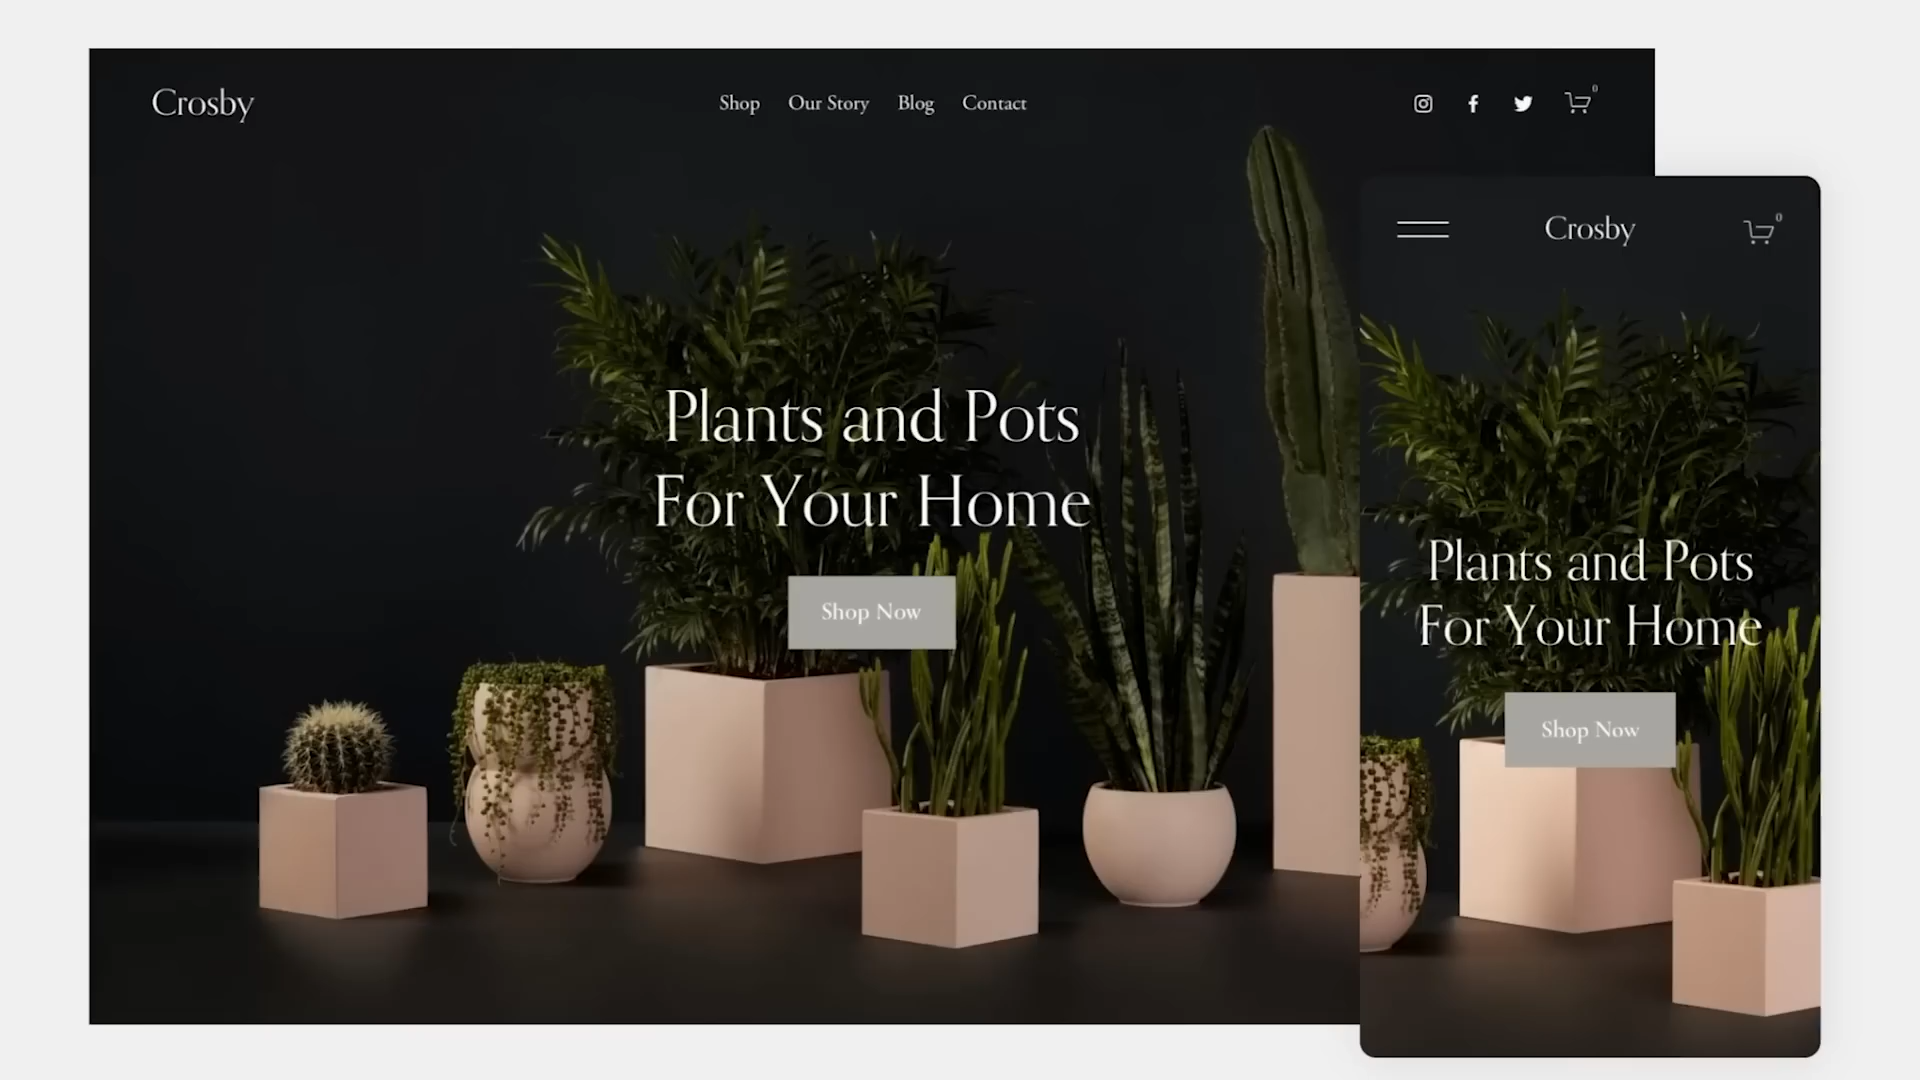 Crosby
Shop Our Story Blog Contact
0
Plants and Pots
For Your Home
Shop Now
Crosby
0
Plants and Pots
For Your Home
Shop Now